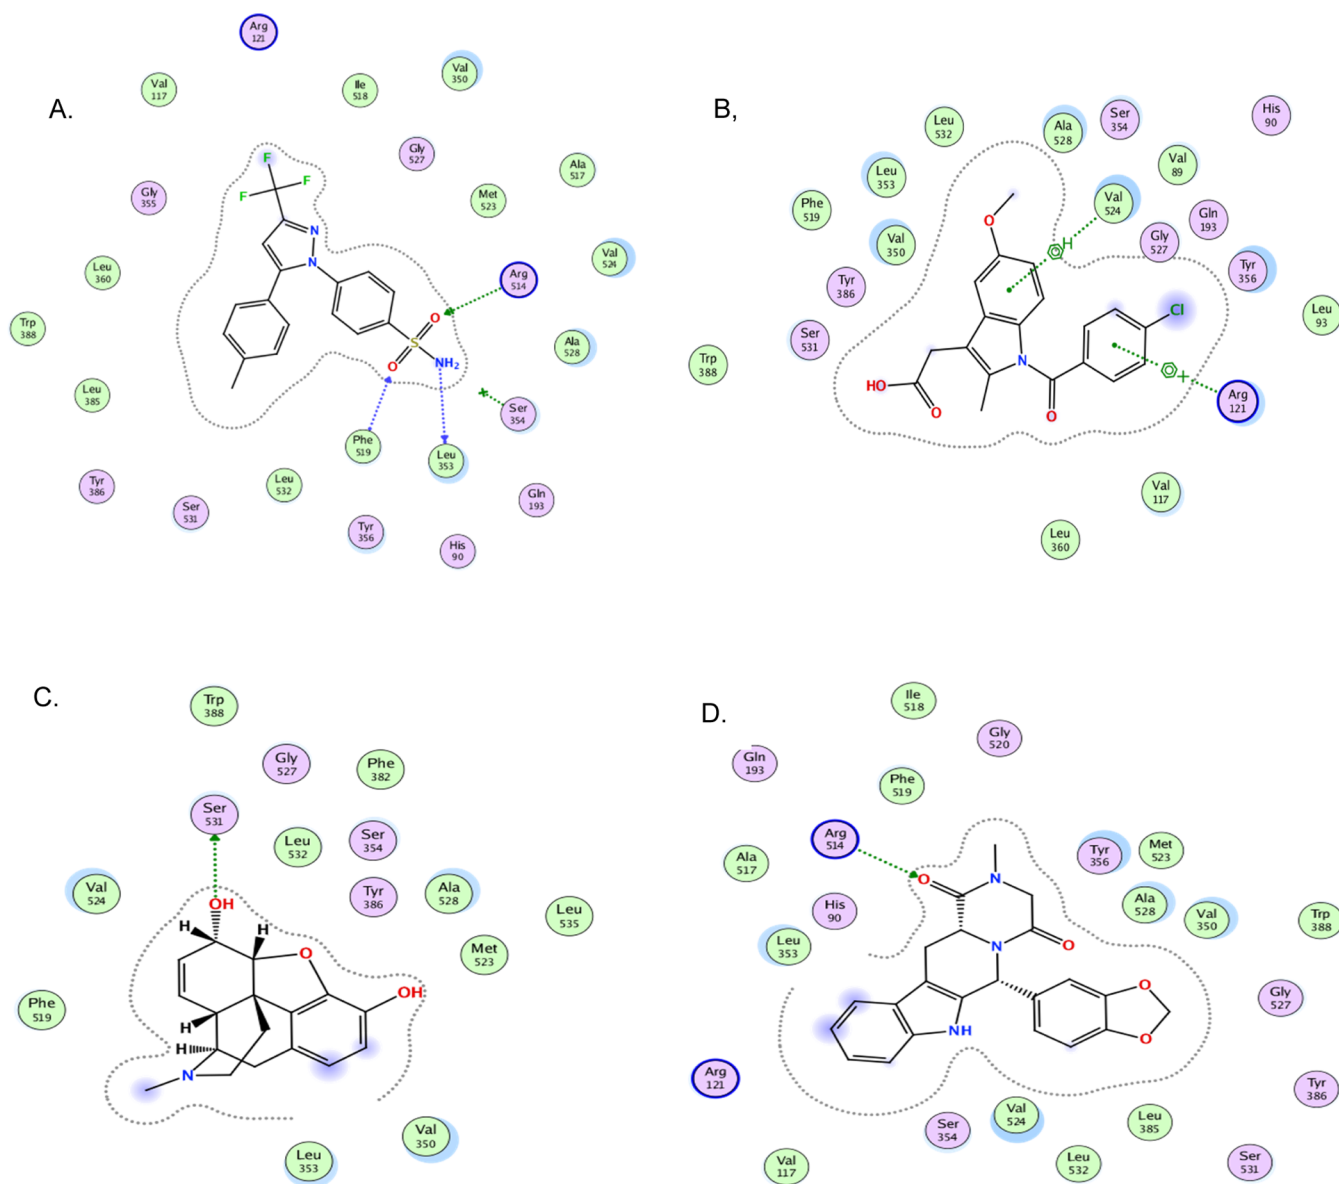 A.
Arg
121
Val
117
Ile
518
Val
350
Gly
527
Ala
517
Gly
355
Met
523
Leu
360
Arg
514
Val
524
Trp
388
Ala
528
Leu
385
Ser
354
Phe
519
Leu
353
Tyr
386
Leu
532
Gln
193
Ser
531
Tyr
356
His
90
F
F
F
N
N
O
S
O
NH2
B,
Leu
532
Ala
528
Ser
354
His
90
Leu
353
Val
89
Phe
519
Val
524
Gln
193
Val
350
Gly
527
Tyr
386
Tyr
356
Ser
531
Leu
93
Trp
388
Arg
121
Val
117
Leu
360
O
H
Cl
N
HO
O
O
+
C.
Trp
388
Gly
527
Phe
382
Ser
531
Leu
532
Ser
354
Val
524
Tyr
386
Ala
528
Leu
535
Met
523
Phe
519
Val
350
Leu
353
OH
H
H
O
OH
H
H
N
D.
Ile
518
Gln
193
Gly
520
Phe
519
Arg
514
Tyr
356
Met
523
Ala
517
His
90
Ala
528
Val
350
Trp
388
Leu
353
Gly
527
Arg
121
Tyr
386
Ser
354
Val
524
Leu
385
Val
117
Leu
532
Ser
531
O
N
N
O
O
O
NH